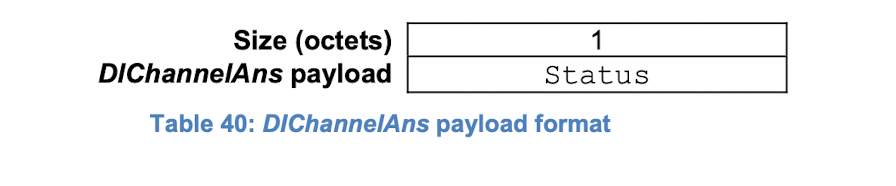 Size (octets) 1
DlChannelAns payload Status
Table 40: DlChannelAns payload format